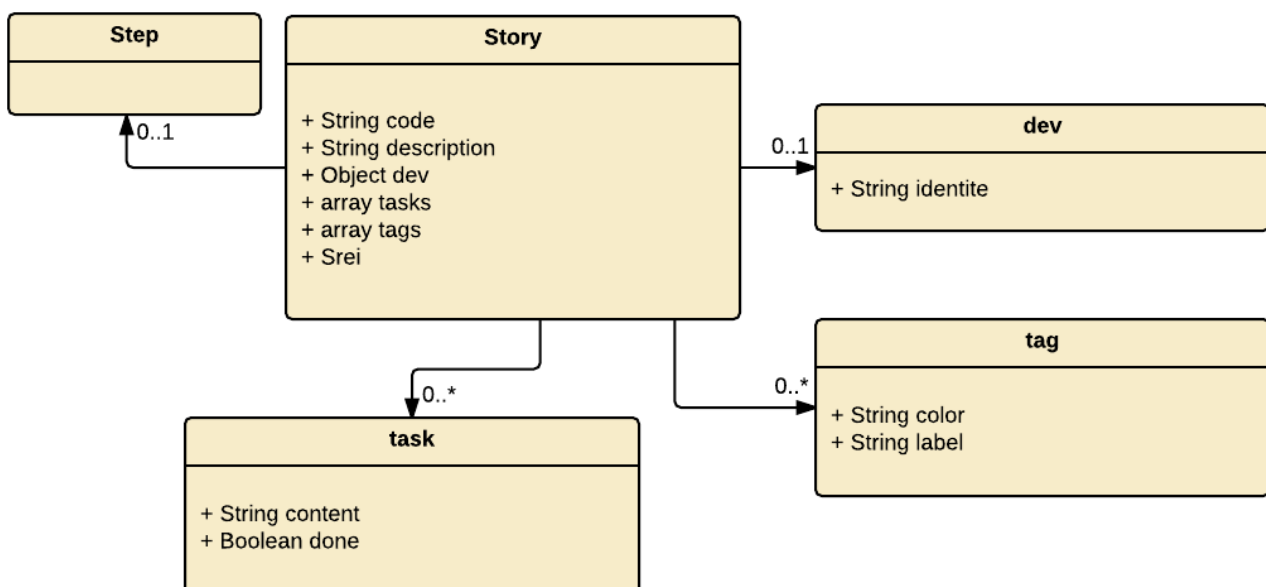 Step
0..1
Story
+ String code
+ String description
+ Object dev
+ array tasks
+ array tags
+ Srei
0..1
dev
+ String identite
0..*
tag
+ String color
+ String label
0..*
task
+ String content
+ Boolean done